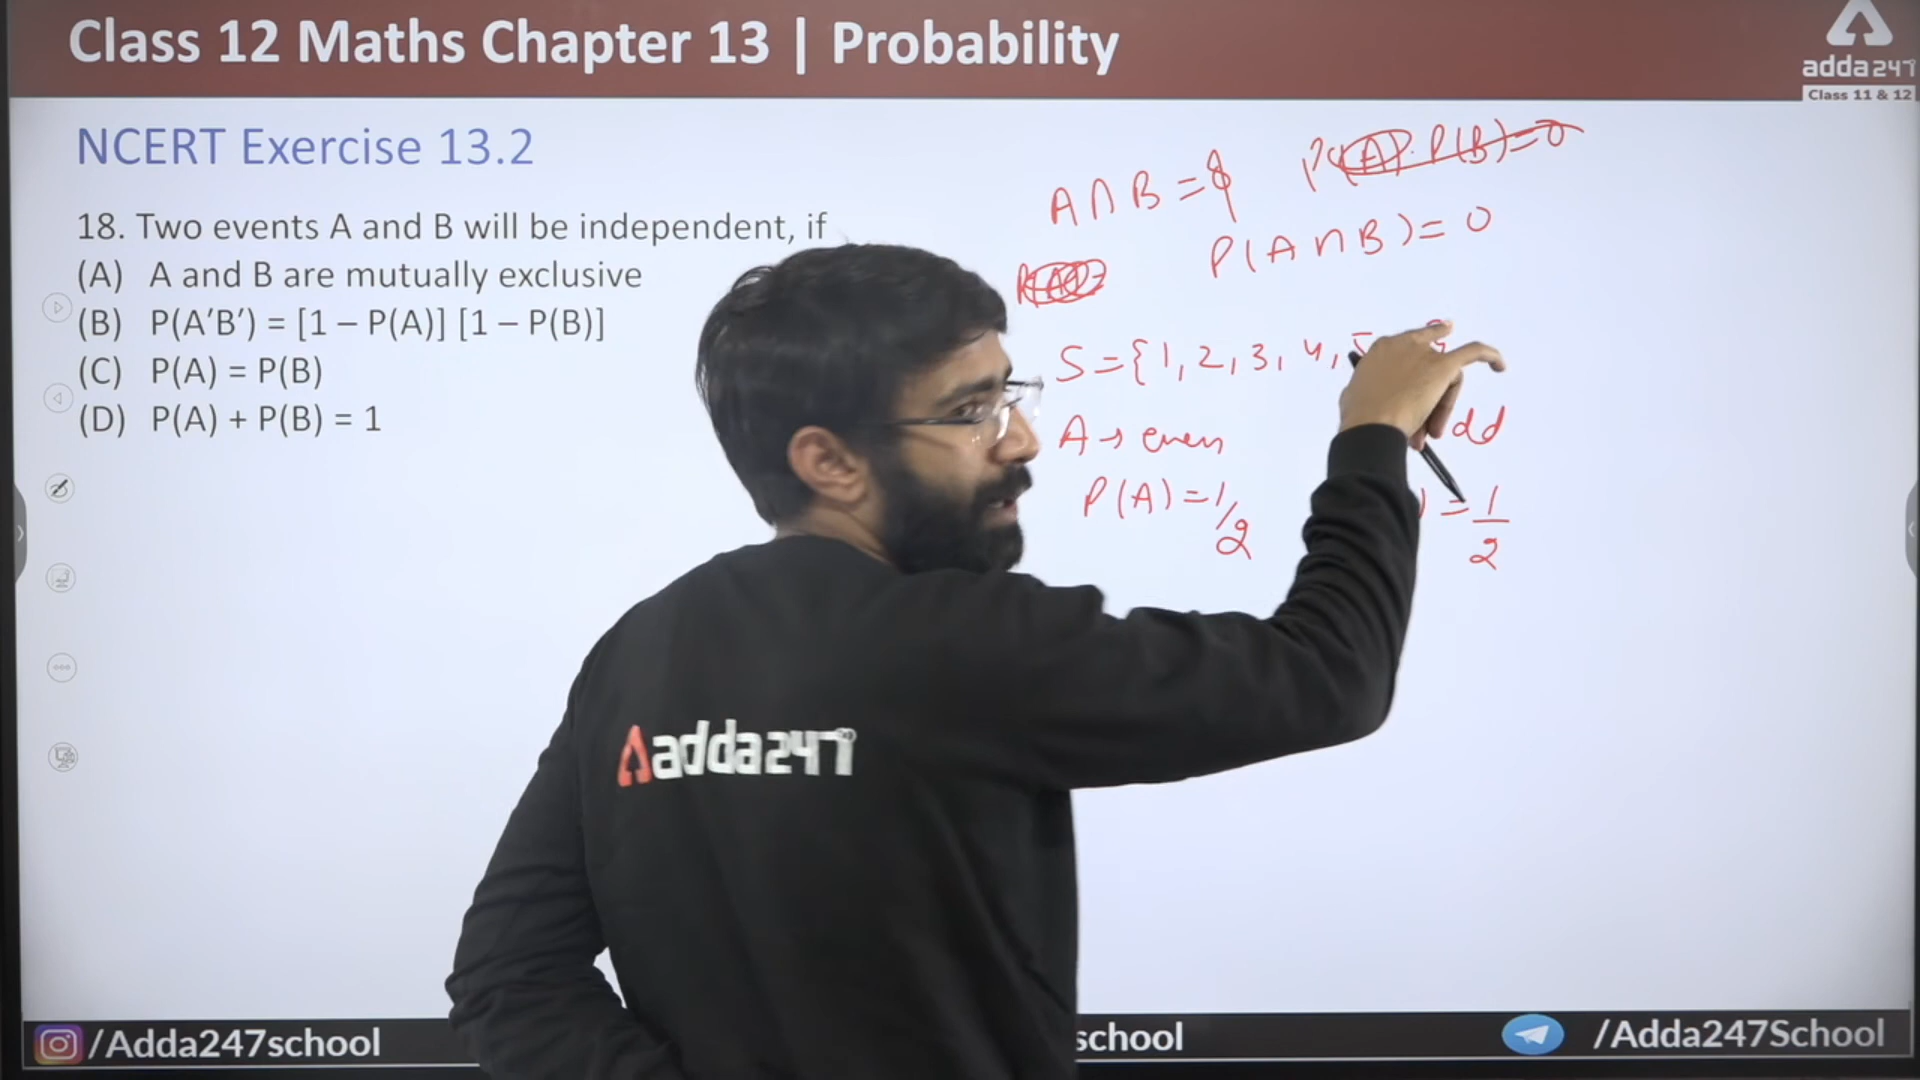 Class 12 Maths Chapter 13 | Probability
adda247
Class 11 & 12
NCERT Exercise 13.2
18. Two events A and B will be independent, if
(A) A and B are mutually exclusive
(B) P(A′B′) = [1 – P(A)] [1 – P(B)]
(C) P(A) = P(B)
(D) P(A) + P(B) = 1
A∩B = ϕ
P(A)·P(B)=0
P(A∩B)=0
S={1,2,3,4,
A→ even
dd
P(A)=1/2
)=1/2
adda247
/Adda247school
school
/Adda247School